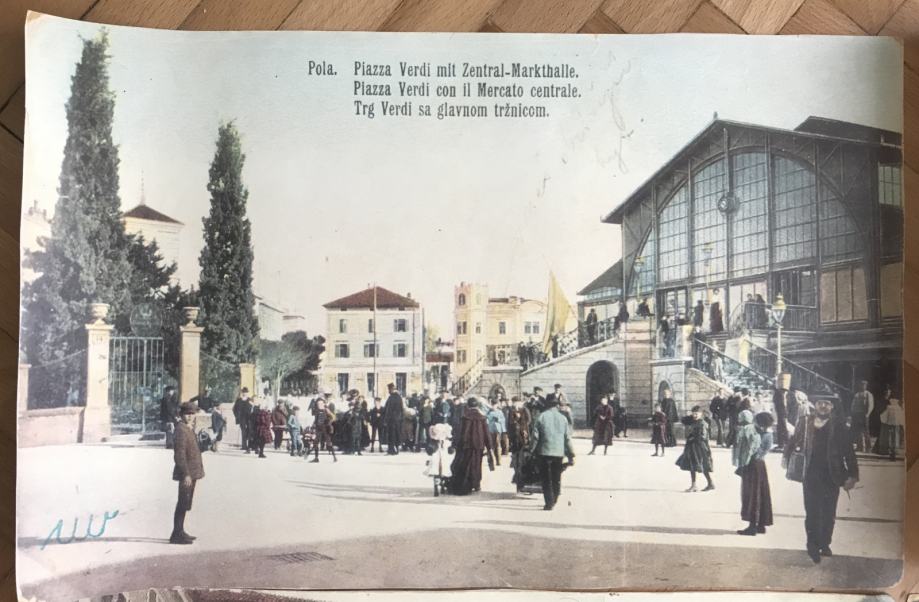 Pola. Piazza Verdi mit Zentral-Markthalle.
Piazza Verdi con il Mercato centrale.
Trg Verdi sa glavnom tržnicom.